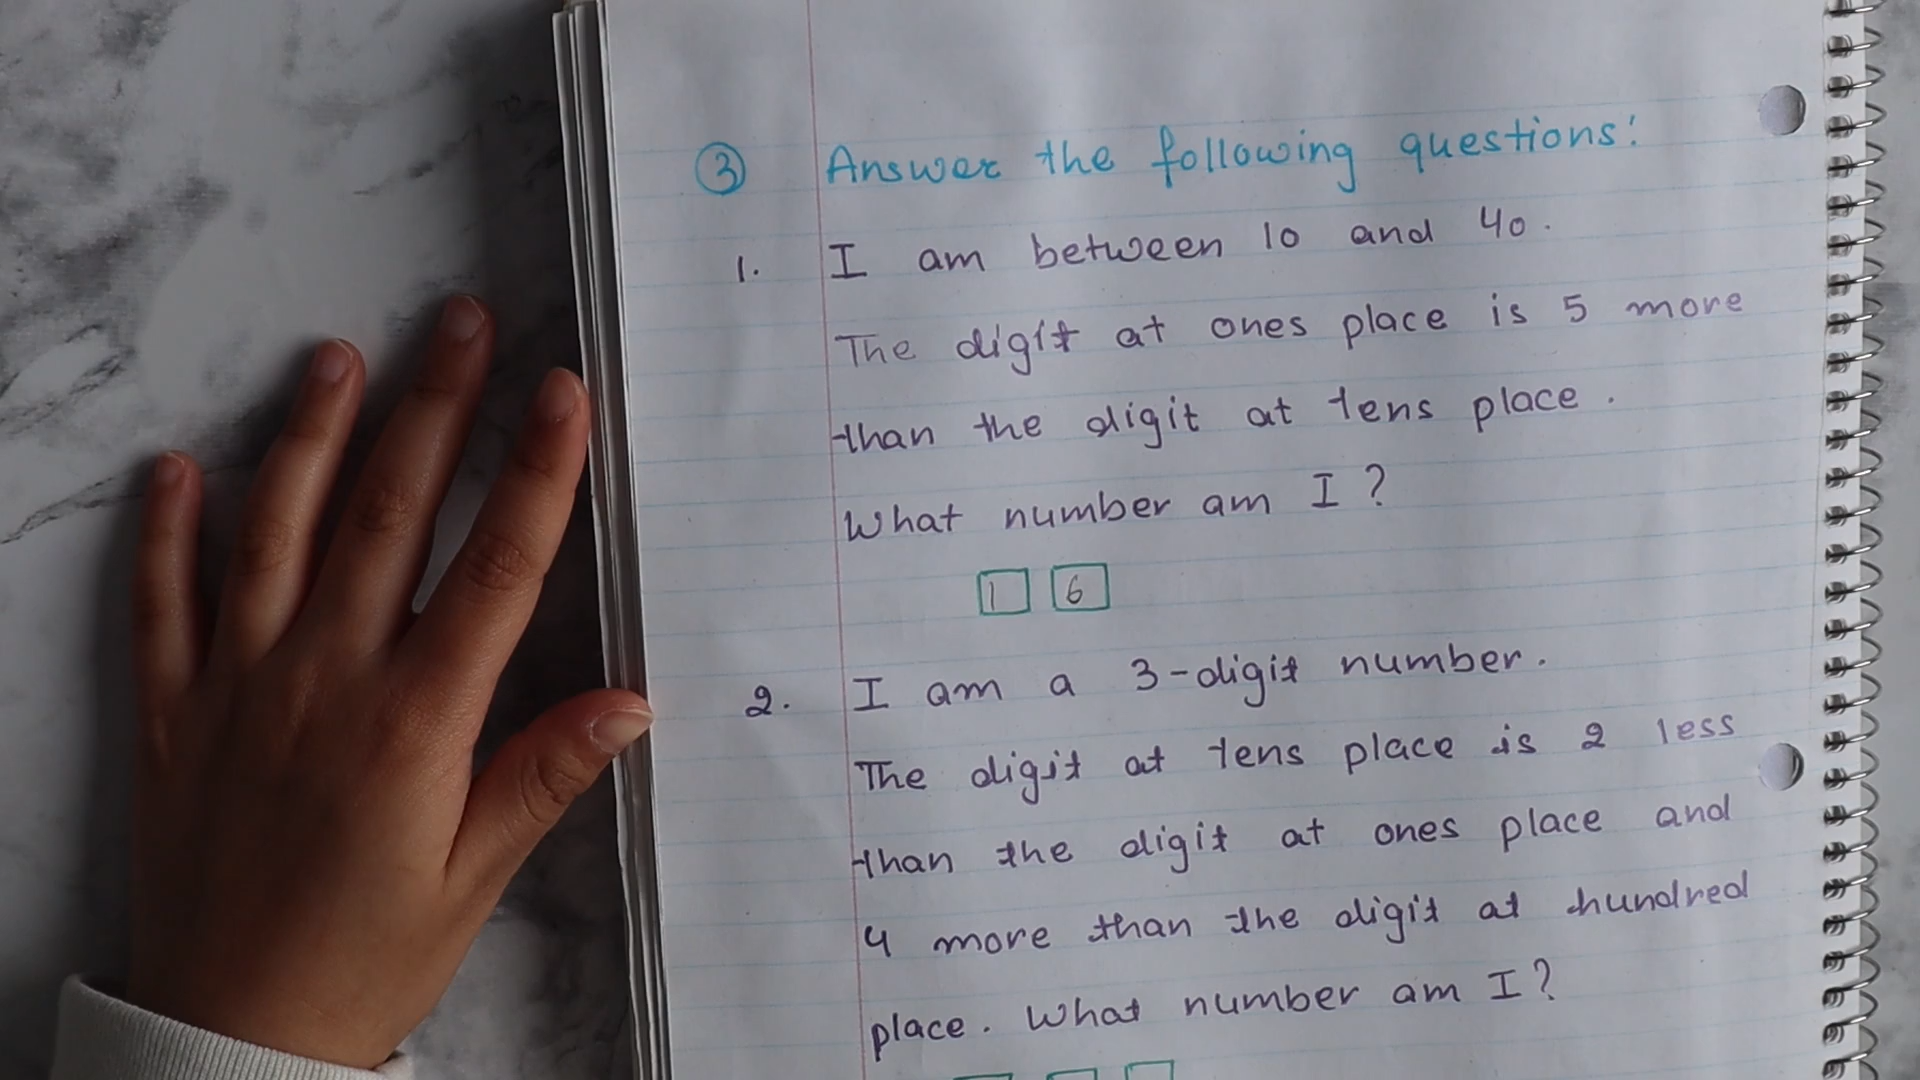 3 Answer the following questions:
1. I am between 10 and 40.
The digit at ones place is 5 more
than the digit at tens place.
What number am I?
1 6
2. I am a 3-digit number.
The digit at tens place is 2 less
than the digit at ones place and
4 more than the digit at hundred
place. What number am I?